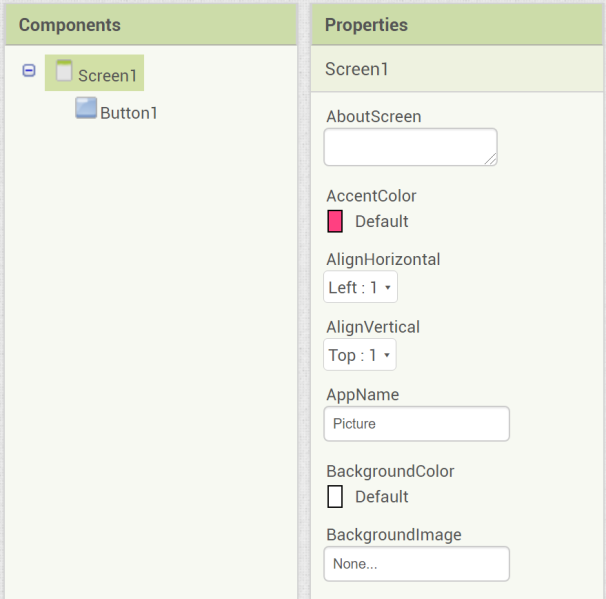 Components
Screen1
Button1
Properties
Screen1
AboutScreen
AccentColor
Default
AlignHorizontal
Left : 1
AlignVertical
Top : 1
AppName
Picture
BackgroundColor
Default
BackgroundImage
None...